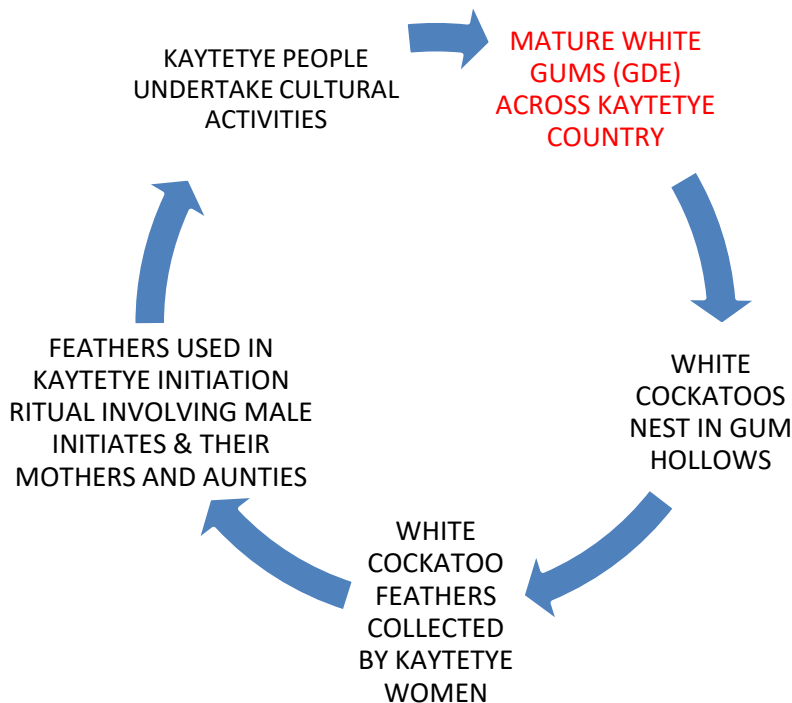 KAYTETYE PEOPLE
UNDERTAKE CULTURAL
ACTIVITIES
MATURE WHITE
GUMS (GDE)
ACROSS KAYTETYE
COUNTRY
WHITE
COCKATOOS
NEST IN GUM
HOLLOWS
WHITE
COCKATOO
FEATHERS
COLLECTED
BY KAYTETYE
WOMEN
FEATHERS USED IN
KAYTETYE INITIATION
RITUAL INVOLVING MALE
INITIATES & THEIR
MOTHERS AND AUNTIES